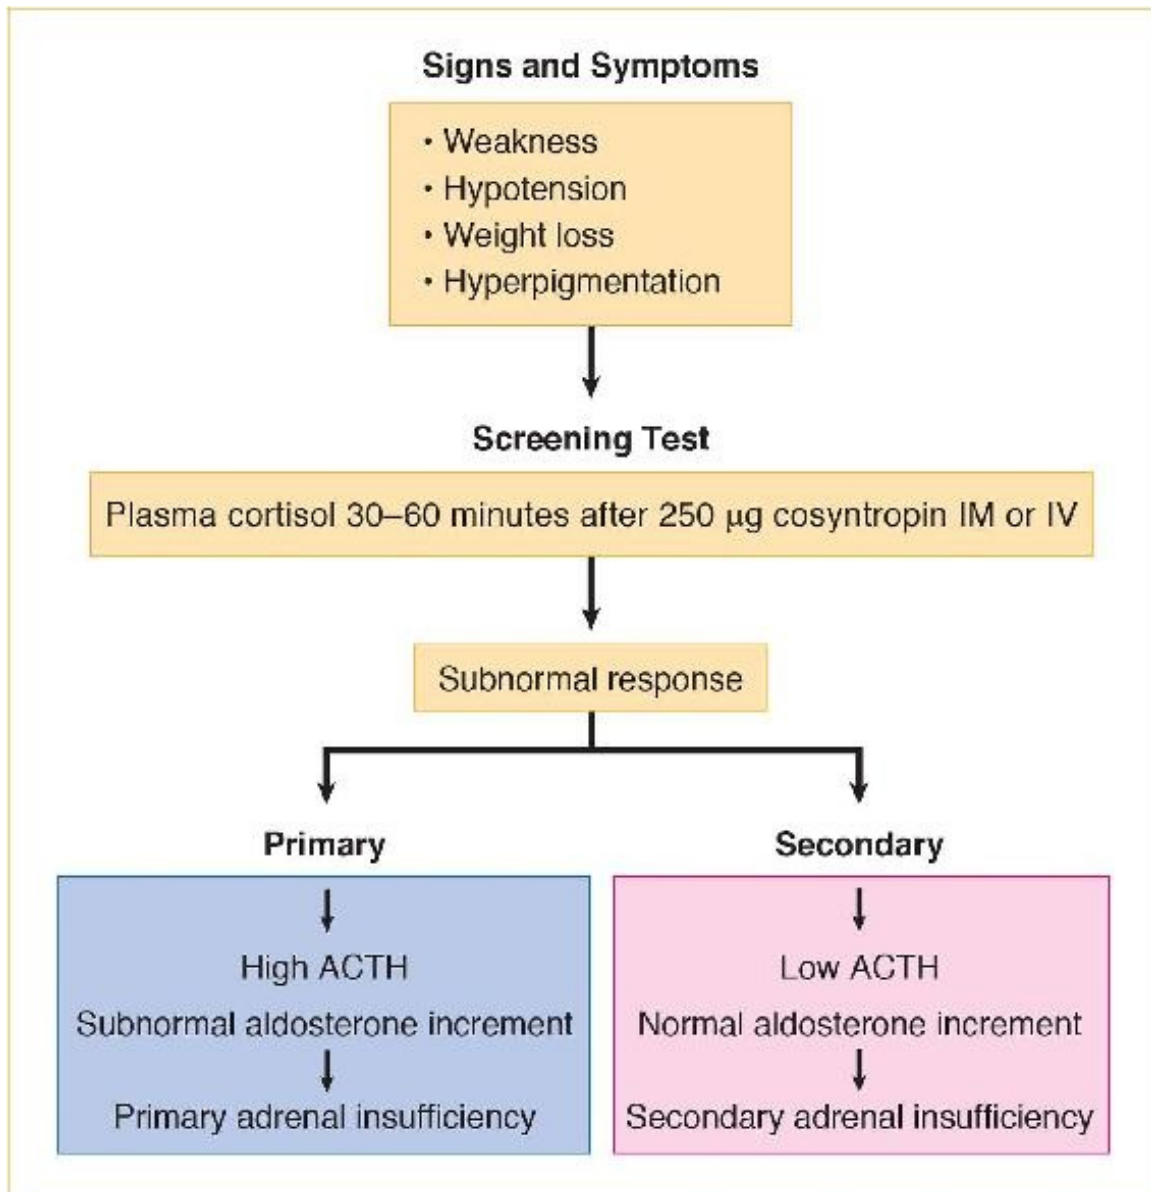 Signs and Symptoms
• Weakness
• Hypotension
• Weight loss
• Hyperpigmentation
Screening Test
Plasma cortisol 30–60 minutes after 250 μg cosyntropin IM or IV
Subnormal response
Primary
High ACTH
Subnormal aldosterone increment
Primary adrenal insufficiency
Secondary
Low ACTH
Normal aldosterone increment
Secondary adrenal insufficiency